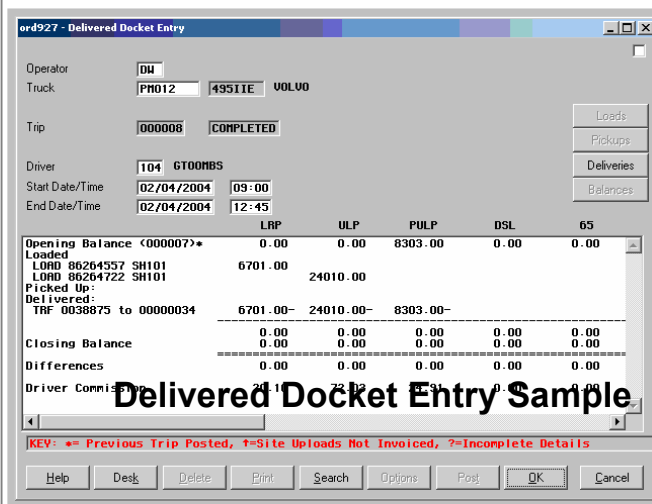 ord927 - Delivered Docket Entry
Operator DW
Truck PM012 495IIE VOLVO
Loads
Trip 000008 COMPLETED
Pickups
Driver 104 GTOOMBS
Deliveries
Start Date/Time 02/04/2004 09:00
Balances
End Date/Time 02/04/2004 12:45
LRP ULP PULP DSL 65
Opening Balance (000007)* 0.00 0.00 8303.00 0.00 0.00
Loaded
LOAD 86264557 SH101 6701.00
LOAD 86264722 SH101 24010.00
Picked Up:
Delivered:
TRF 0038875 to 00000034 6701.00- 24010.00- 8303.00-
0.00 0.00 0.00 0.00 0.00
Closing Balance 0.00 0.00 0.00 0.00 0.00
Differences 0.00 0.00 0.00 0.00 0.00
Driver Commission
Delivered Docket Entry Sample
KEY: *= Previous Trip Posted, ↑=Site Uploads Not Invoiced, ?=Incomplete Details
Help Desk Delete Print Search Options Post OK Cancel